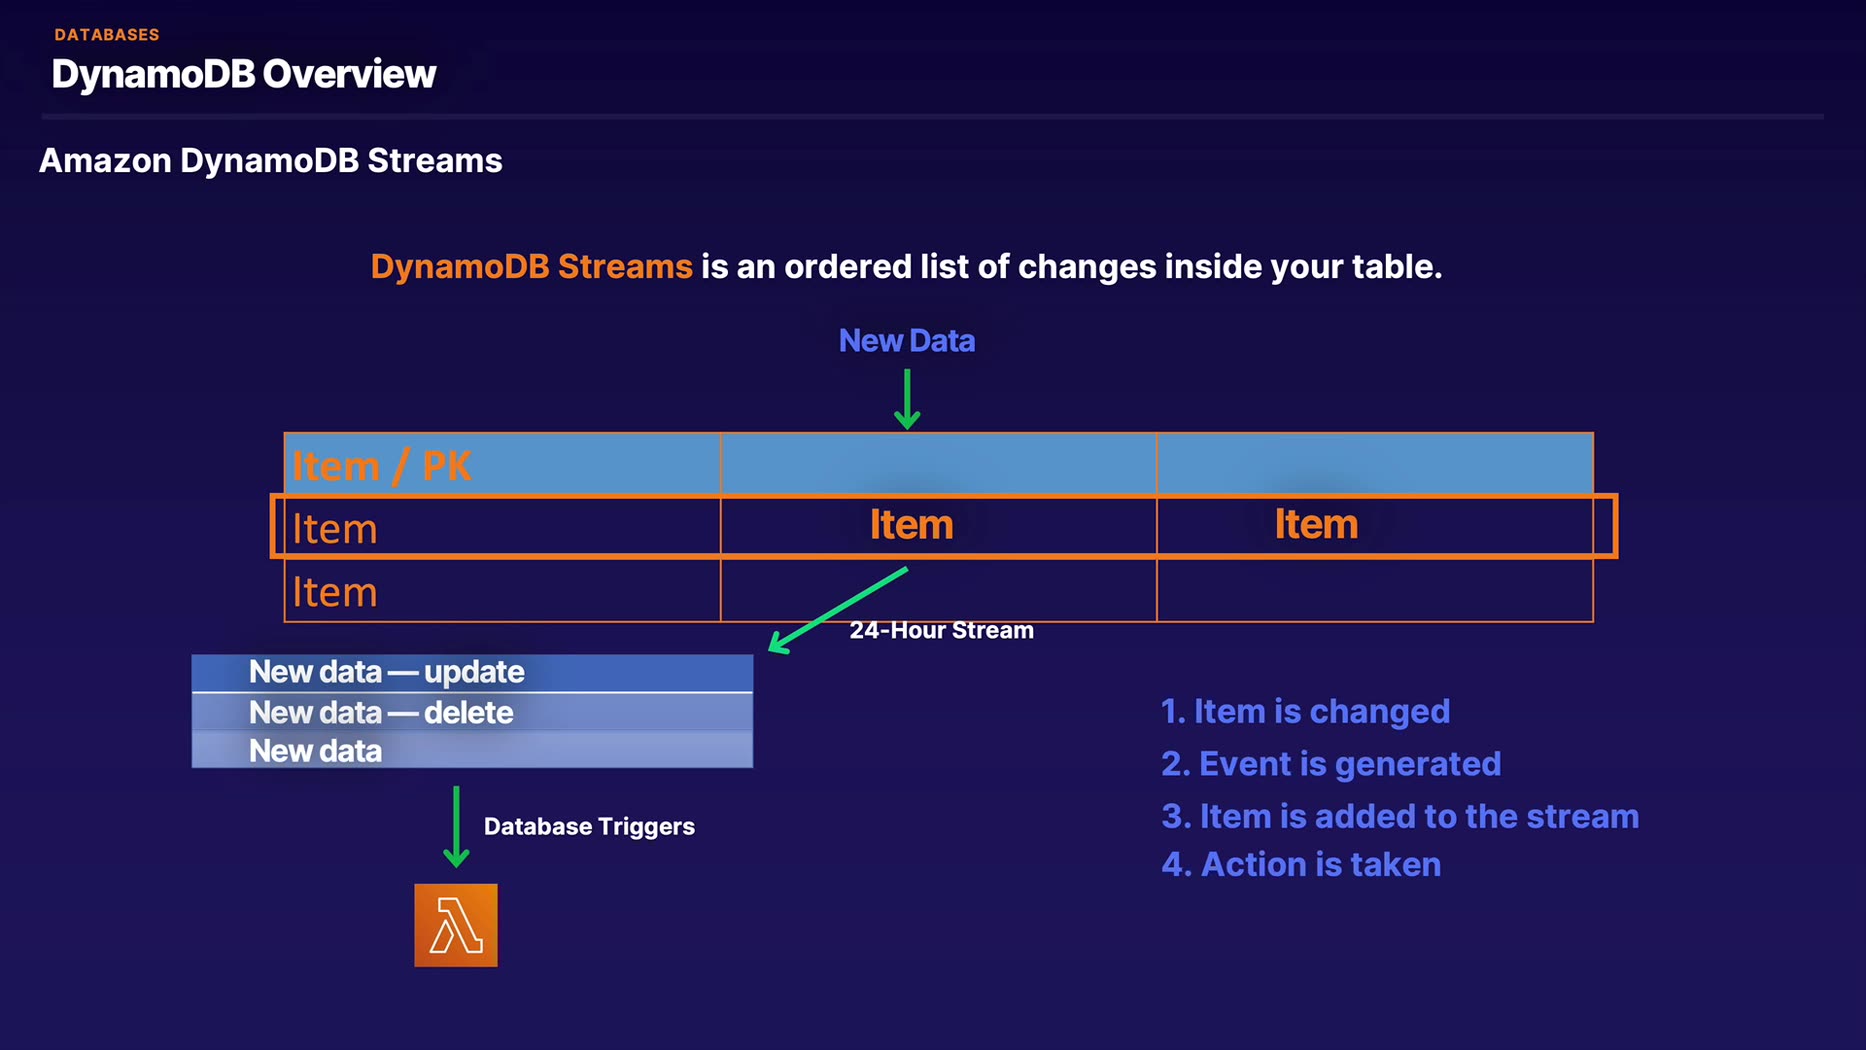 DATABASES
DynamoDB Overview
Amazon DynamoDB Streams
DynamoDB Streams is an ordered list of changes inside your table.
New Data
Item / PK
Item Item Item
Item
24-Hour Stream
New data — update
New data — delete
New data
Database Triggers
1. Item is changed
2. Event is generated
3. Item is added to the stream
4. Action is taken